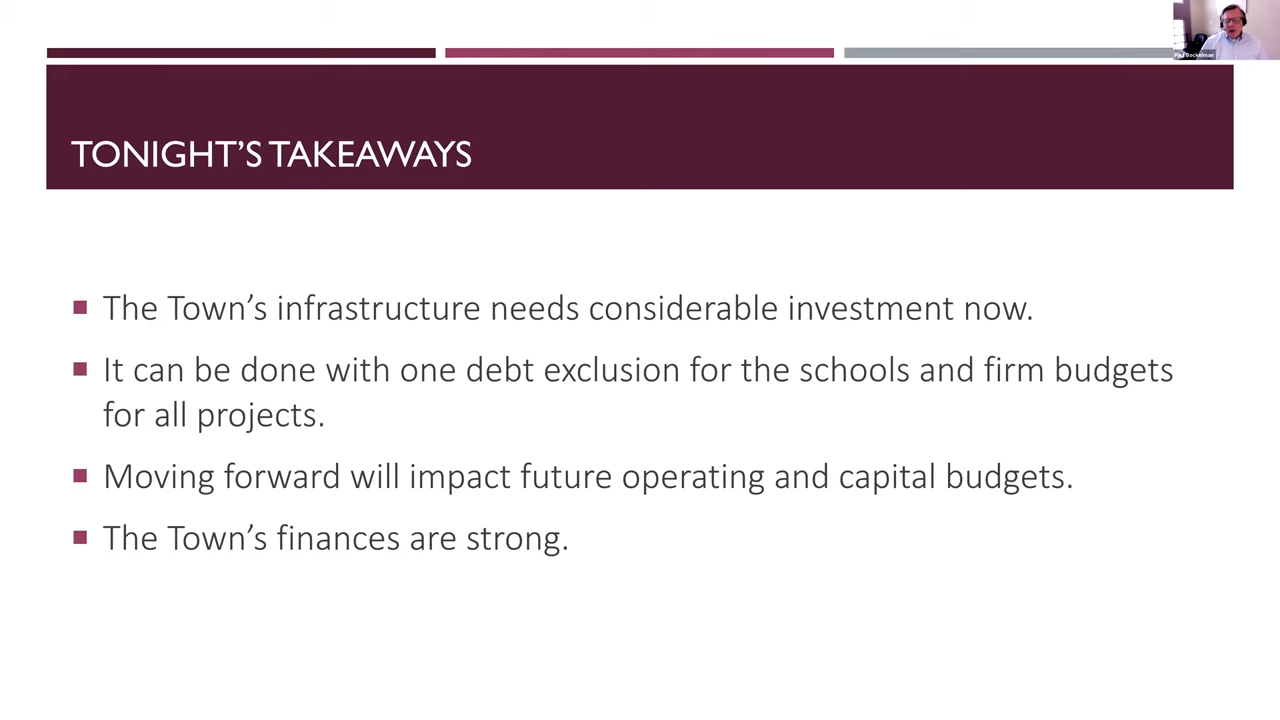 Paul Bockelman
TONIGHT'S TAKEAWAYS
The Town's infrastructure needs considerable investment now.
It can be done with one debt exclusion for the schools and firm budgets
for all projects.
Moving forward will impact future operating and capital budgets.
The Town's finances are strong.